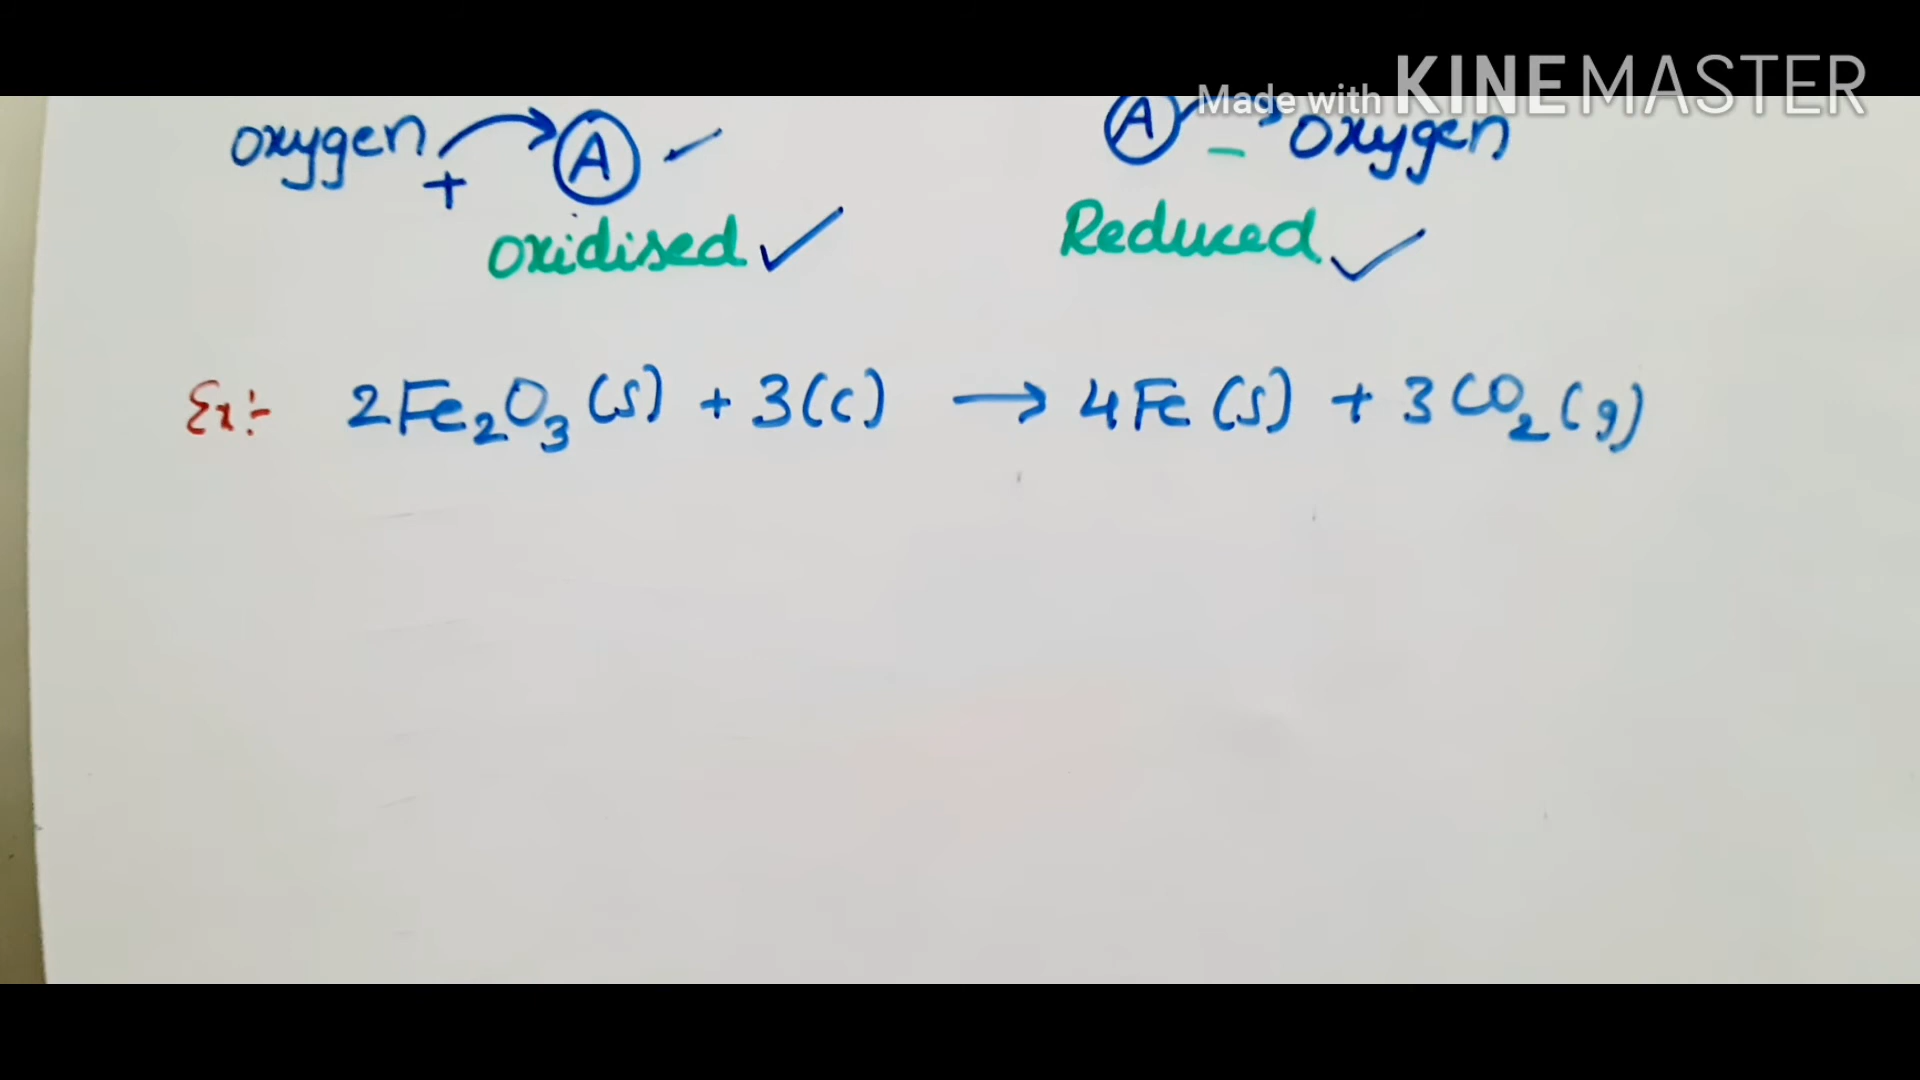 Made with KINEMASTER
oxygen + → A ✓
A - → oxygen
oxidised ✓
Reduced ✓
Ex:- 2Fe₂O₃(s) + 3(c) → 4Fe(s) + 3CO₂(g)